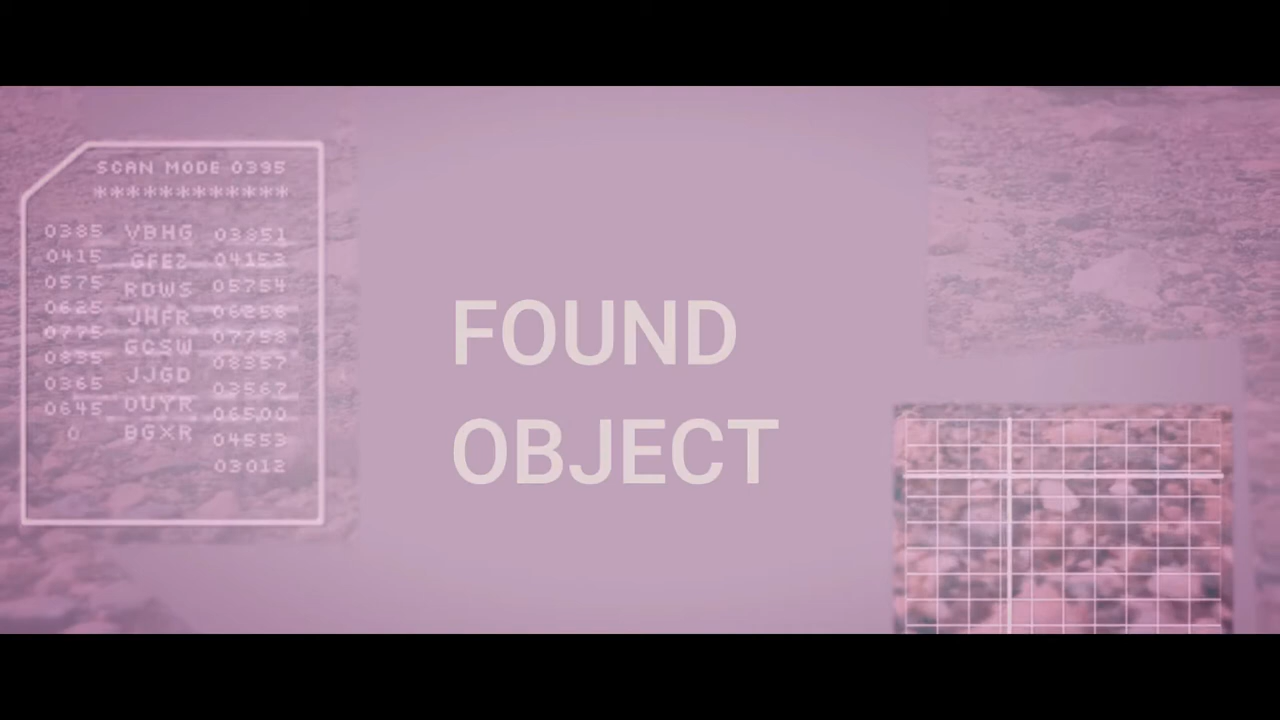 SCAN MODE 0395
************
0385 VBHG 03851
0415 GFEZ 04153
0575 RDWS 05754
0625 JHFR 06256
0775 GCSW 07758
0835 JJGD 08357
0365 OUYR 03567
0645 BGXR 06500
0 04553
03012
FOUND
OBJECT